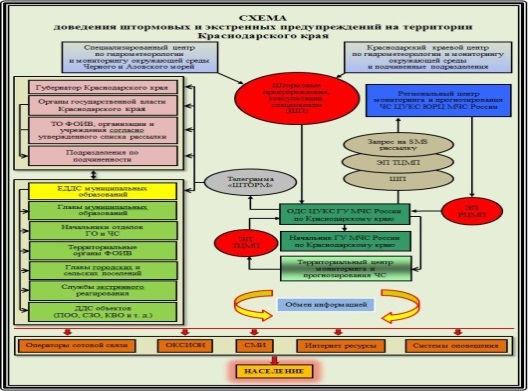 СХЕМА
доведения штормовых и экстренных предупреждений на территории
Краснодарского края
Специализированный центр
по гидрометеорологии
и мониторингу окружающей среды
Черного и Азовского морей
Краснодарский краевой центр
по гидрометеорологии
и мониторингу окружающей среды
и подчиненные подразделения
Губернатор Краснодарского края
Органы государственной власти
Краснодарского края
ТО ФОИВ, организации и
учреждения согласно
утвержденного списка рассылки
Подразделения по
подчиненности
Штормовые
предупреждения,
консультации,
(ШП)
Региональный центр
мониторинга и прогнозирования
ЧС ЦУКС ЮРЦ МЧС России
Запрос на SMS
рассылку
ЭП ТЦМП
ШП
Телеграмма
«ШТОРМ»
ЭП
РЦМП
ЭП
ТЦМП
ОДС ЦУКС ГУ МЧС России
по Краснодарскому краю
Начальник ГУ МЧС России
по Краснодарскому краю
Территориальный центр
мониторинга и
прогнозирования ЧС
ЕДДС муниципальных
образований
Главы муниципальных
образований
Начальники отделов
ГО и ЧС
Территориальные
органы ФОИВ
Главы городских и
сельских поселений
Службы экстренного
реагирования
ДДС объектов
(ПОО, СЗО, КВО и т. д.)
Обмен информацией
Операторы сотовой связи
ОКСИОН
СМИ
Интернет ресурсы
Системы оповещения
НАСЕЛЕНИЕ